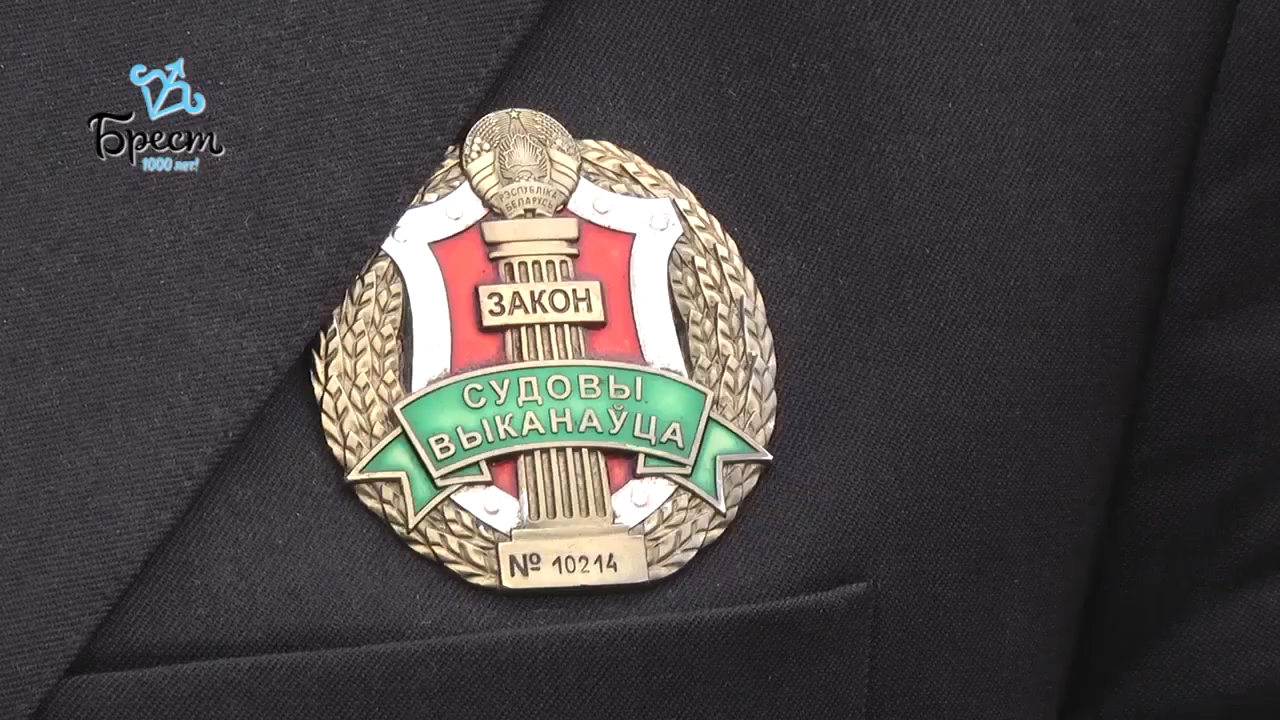 Брест
1000 лет!
РЭСПУБЛІКА
БЕЛАРУСЬ
ЗАКОН
СУДОВЫ
ВЫКАНАЎЦА
№ 10214